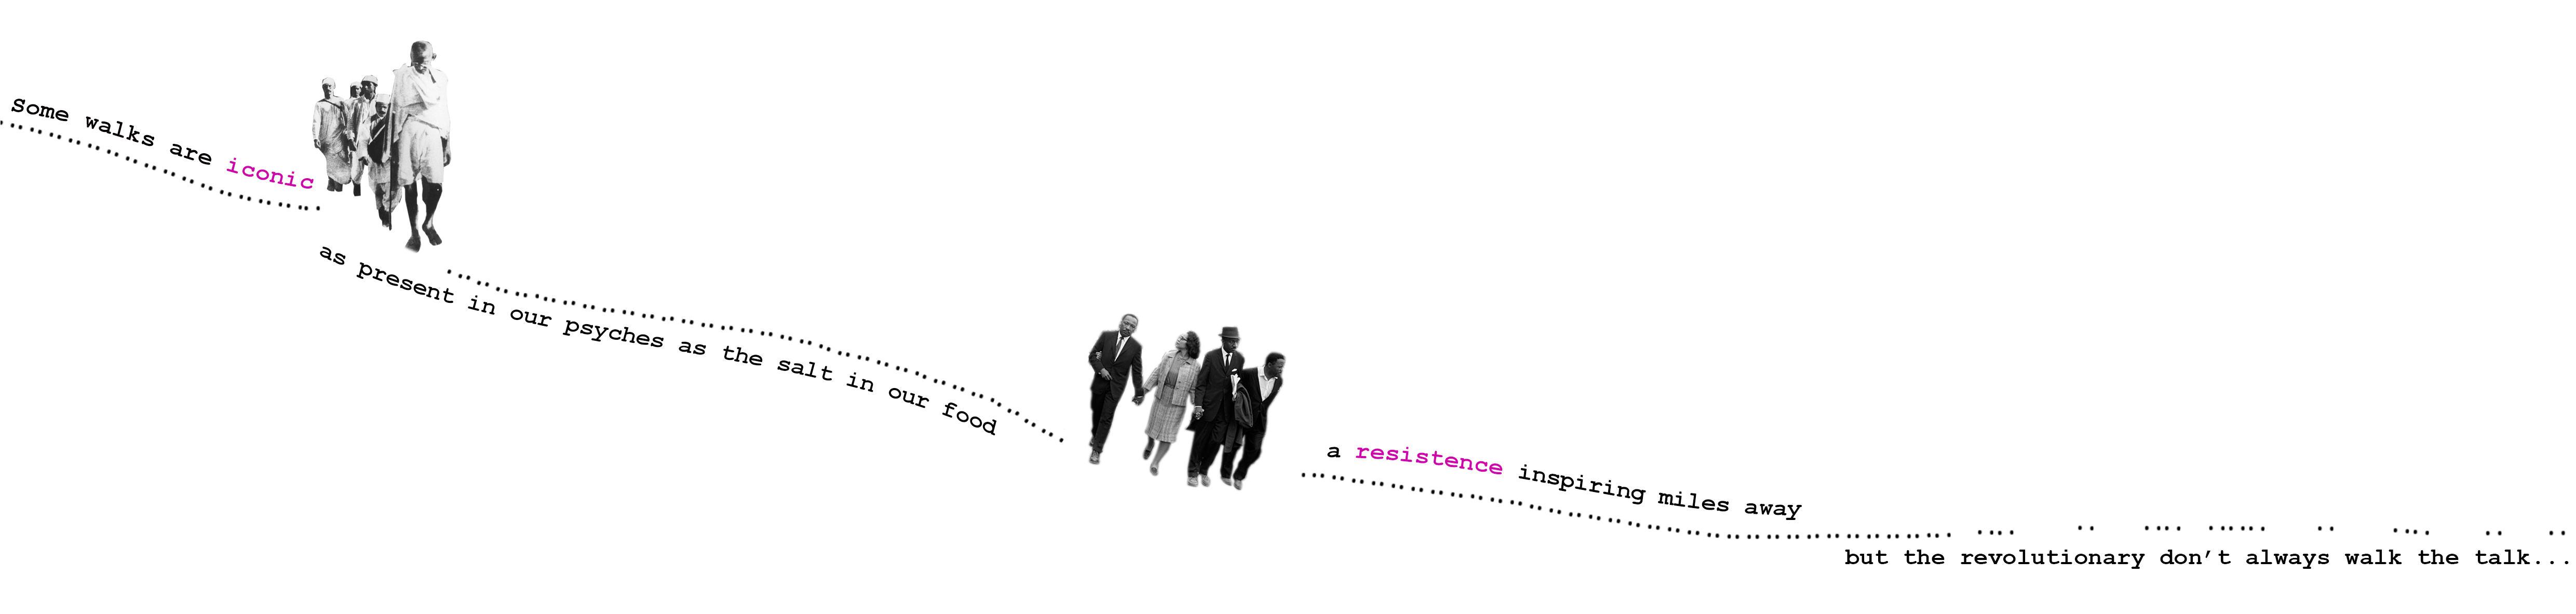 Some walks are iconic
as present in our psyches as the salt in our food
a resistence inspiring miles away
but the revolutionary don’t always walk the talk...